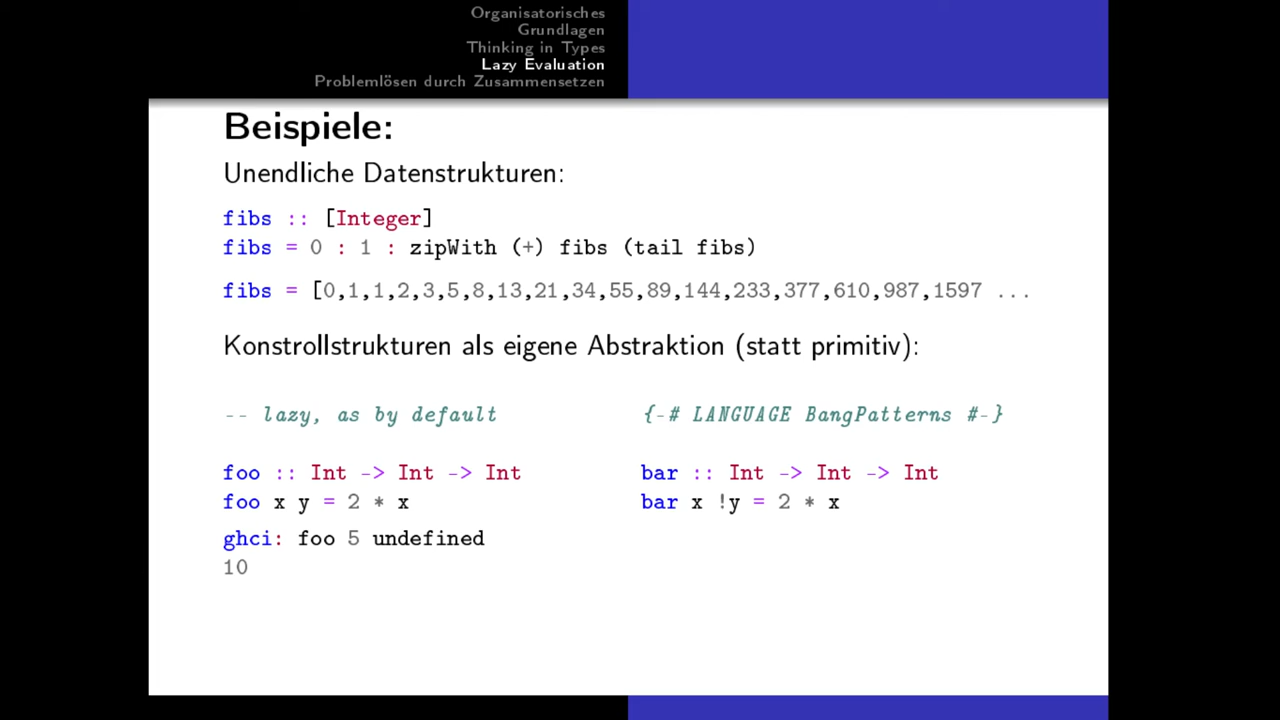 Organisatorisches
Grundlagen
Thinking in Types
Lazy Evaluation
Problemlösen durch Zusammensetzen
Beispiele:
Unendliche Datenstrukturen:
fibs :: [Integer]
fibs = 0 : 1 : zipWith (+) fibs (tail fibs)
fibs = [0,1,1,2,3,5,8,13,21,34,55,89,144,233,377,610,987,1597 ...
Konstrollstrukturen als eigene Abstraktion (statt primitiv):
-- lazy, as by default
foo :: Int -> Int -> Int
foo x y = 2 * x
ghci: foo 5 undefined
10
{-# LANGUAGE BangPatterns #-}
bar :: Int -> Int -> Int
bar x !y = 2 * x